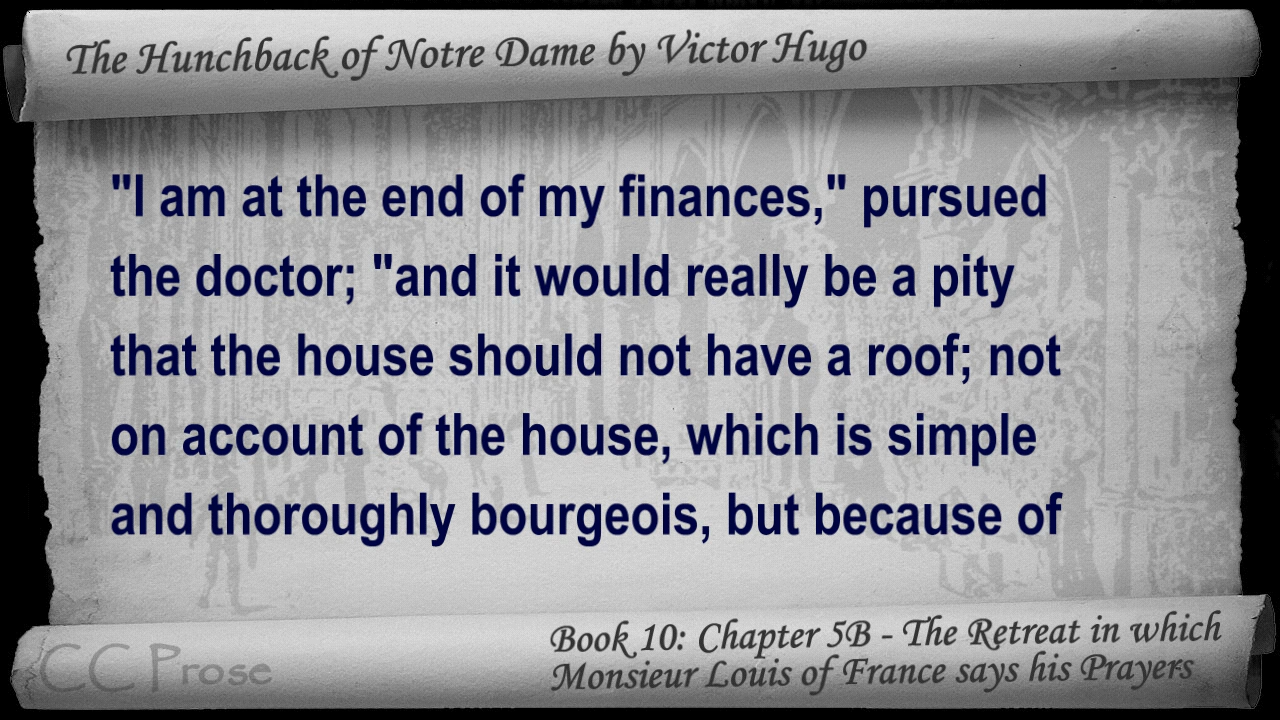 The Hunchback of Notre Dame by Victor Hugo
"I am at the end of my finances," pursued
the doctor; "and it would really be a pity
that the house should not have a roof; not
on account of the house, which is simple
and thoroughly bourgeois, but because of
Book 10: Chapter 5B - The Retreat in which
Monsieur Louis of France says his Prayers
CC Prose